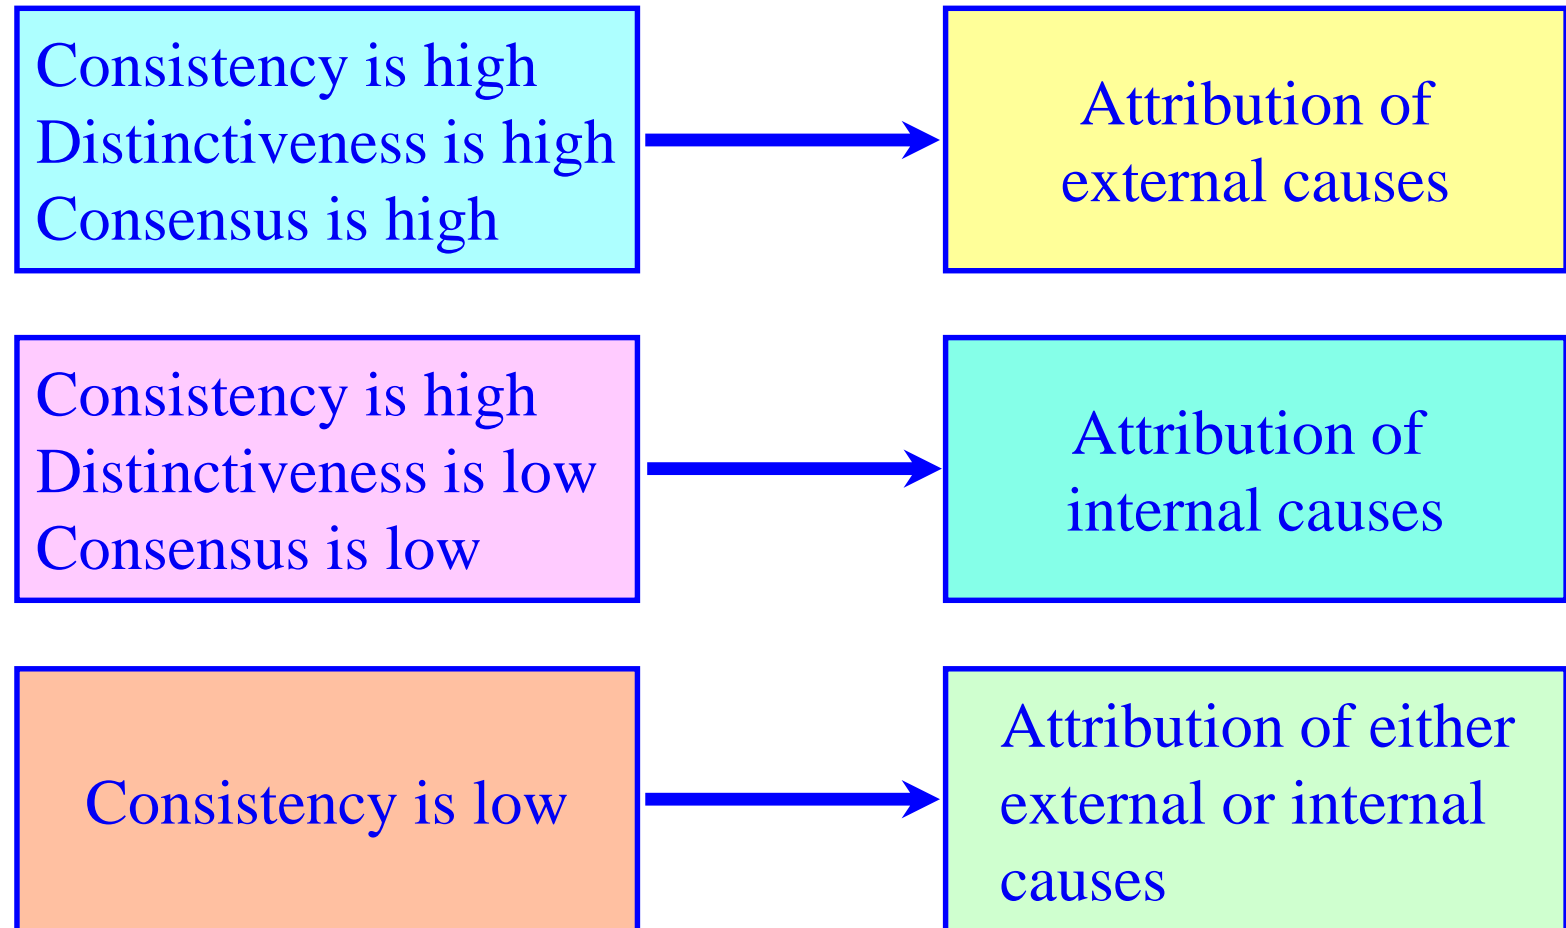 Consistency is high
Distinctiveness is high
Consensus is high
Attribution of
external causes
Consistency is high
Distinctiveness is low
Consensus is low
Attribution of
internal causes
Consistency is low
Attribution of either
external or internal
causes